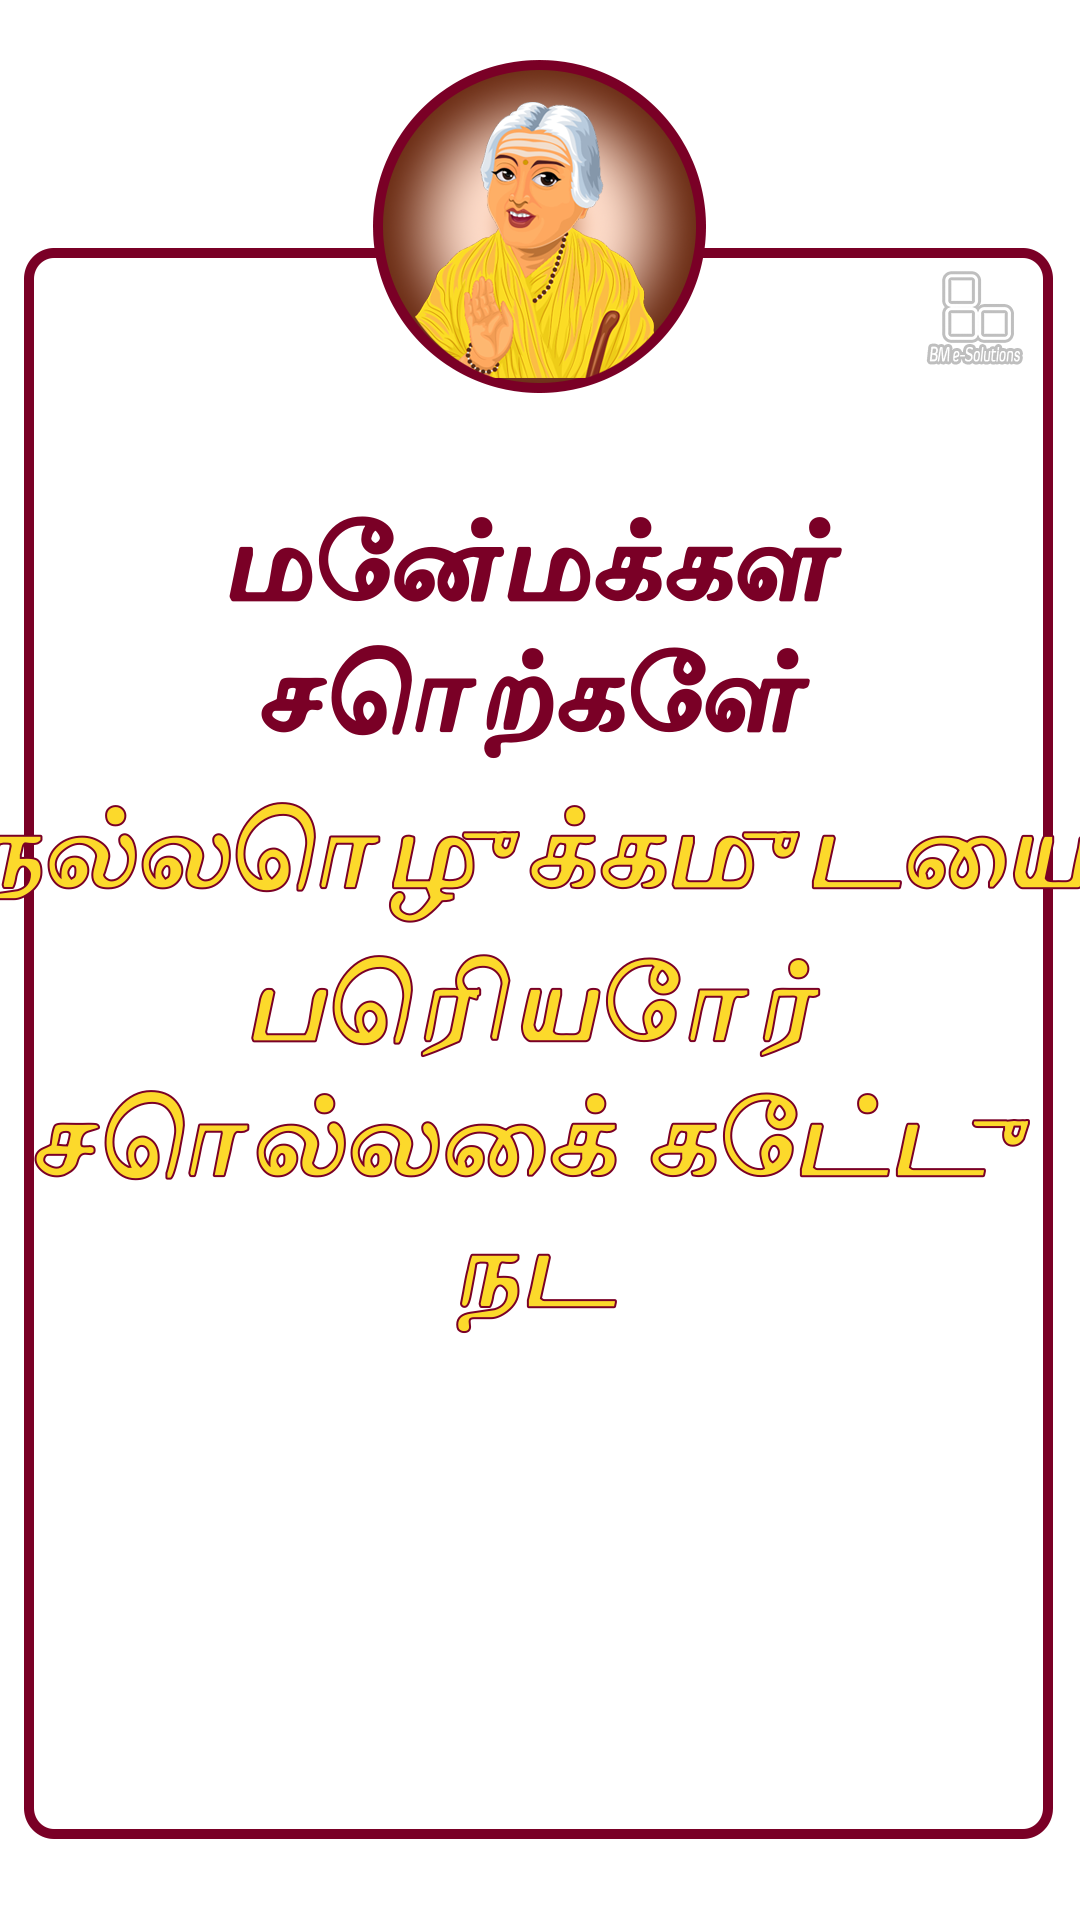 மேன்மக்கள்
சொற்கேள்
நல்லொழுக்கமுடைய
பெரியோர்
சொல்லைக் கேட்டு
நட
BM e-Solutions